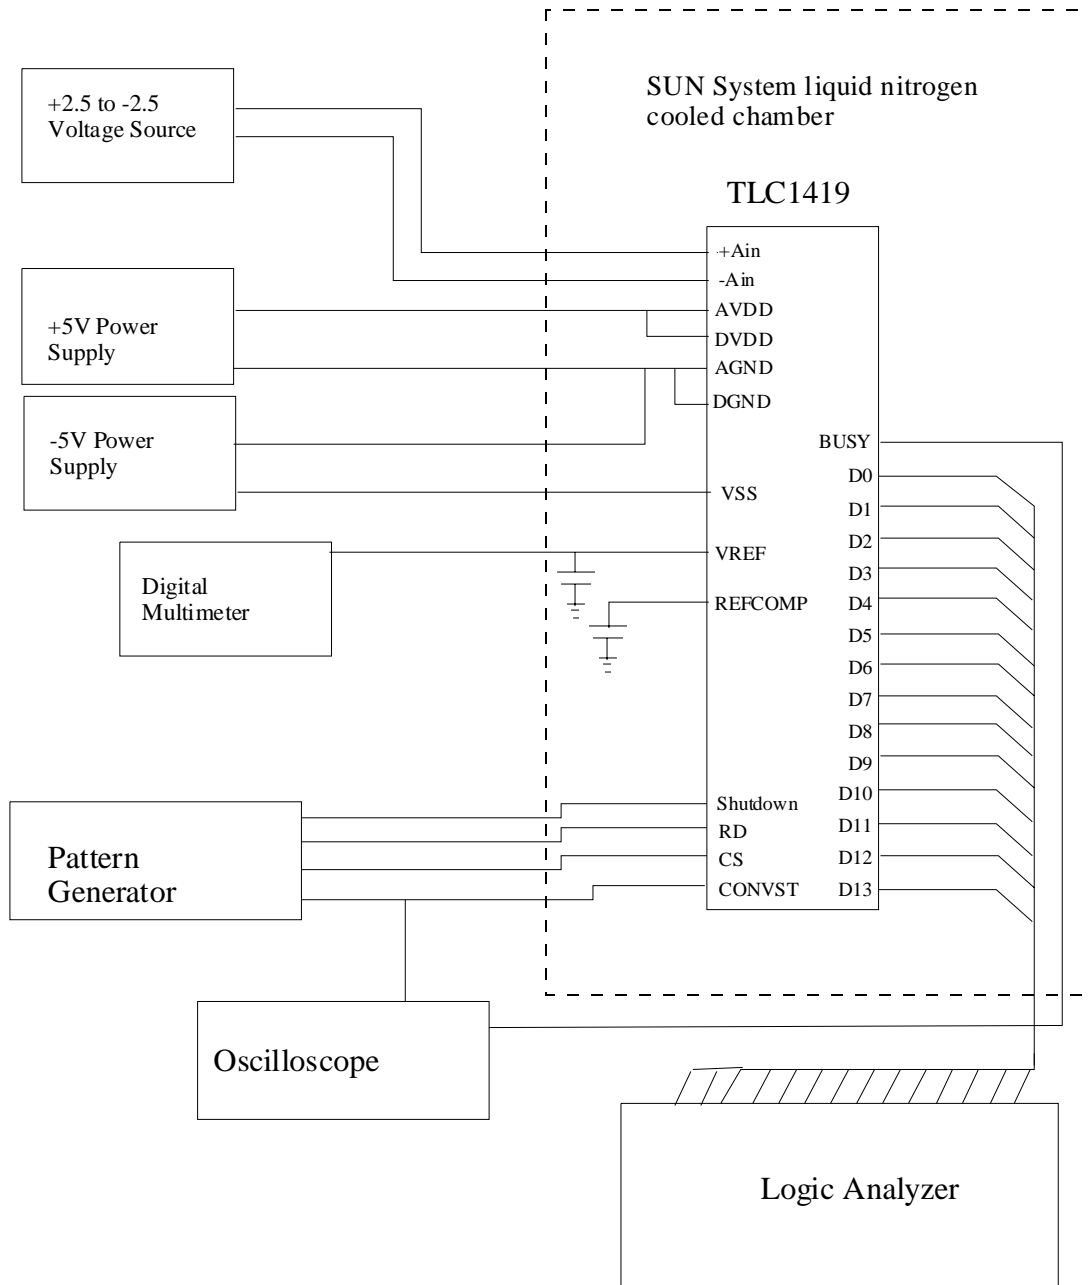 SUN System liquid nitrogen
cooled chamber
+2.5 to -2.5
Voltage Source
TLC1419
+5V Power
Supply
-5V Power
Supply
Digital
Multimeter
Pattern
Generator
Oscilloscope
Logic Analyzer
+Ain
-Ain
AVDD
DVDD
AGND
DGND
VSS
VREF
REFCOMP
Shutdown
RD
CS
CONVST
BUSY
D0
D1
D2
D3
D4
D5
D6
D7
D8
D9
D10
D11
D12
D13